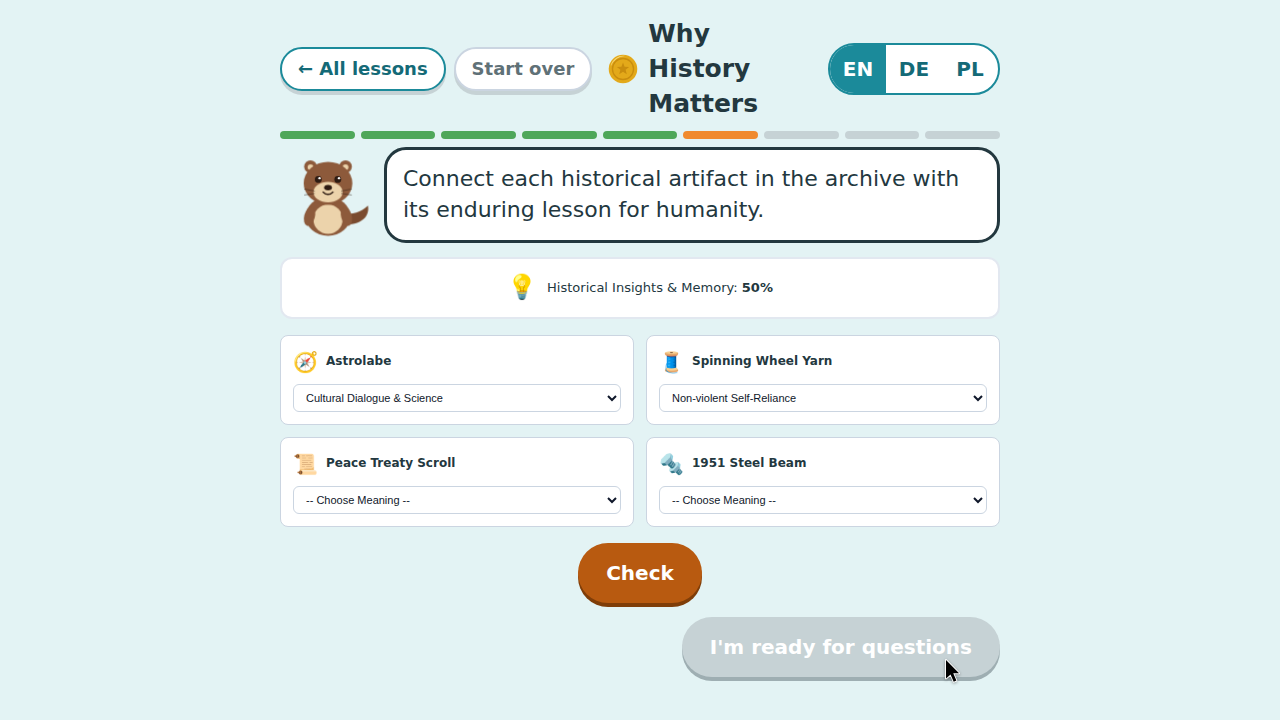 ← All lessons
Start over
Why
History
Matters
EN
DE
PL
Connect each historical artifact in the archive with
its enduring lesson for humanity.
Historical Insights & Memory: 50%
Astrolabe
Cultural Dialogue & Science
Spinning Wheel Yarn
Non-violent Self-Reliance
Peace Treaty Scroll
-- Choose Meaning --
1951 Steel Beam
-- Choose Meaning --
Check
I'm ready for questions